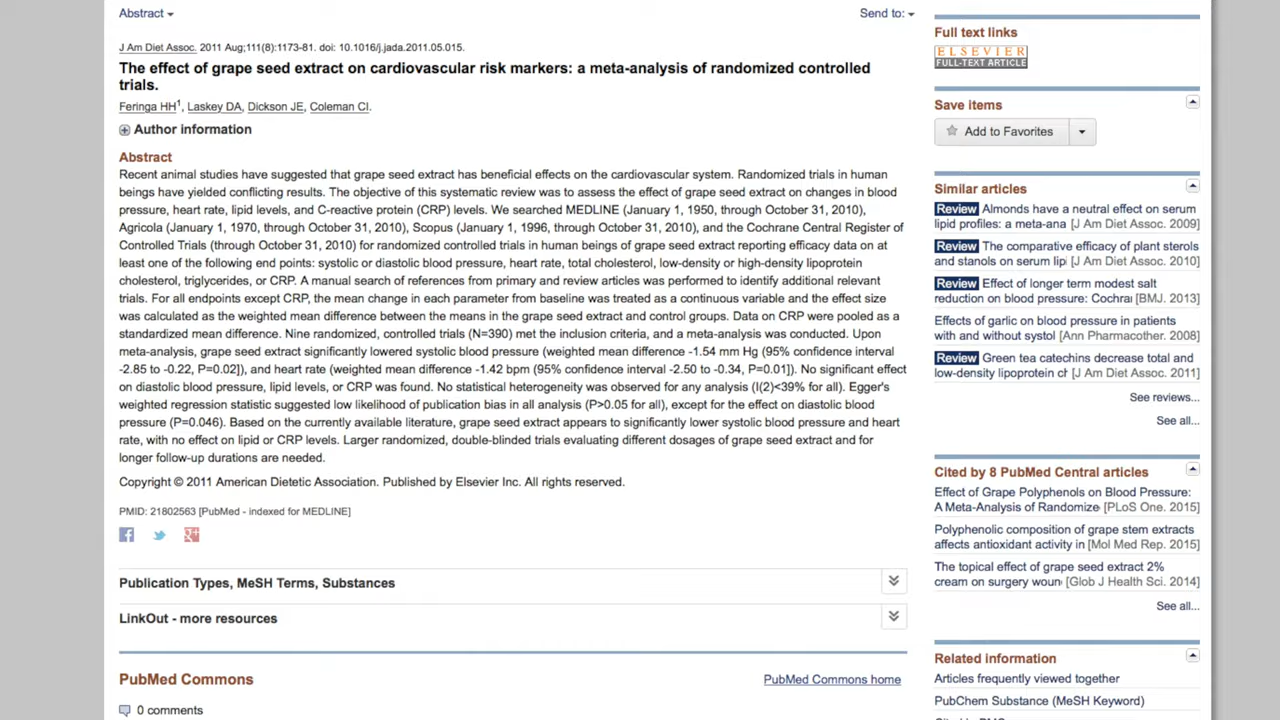 Abstract
Send to:
J Am Diet Assoc. 2011 Aug;111(8):1173-81. doi: 10.1016/j.jada.2011.05.015.
The effect of grape seed extract on cardiovascular risk markers: a meta-analysis of randomized controlled
trials.
Feringa HH1, Laskey DA, Dickson JE, Coleman CI.
Author information
Abstract
Recent animal studies have suggested that grape seed extract has beneficial effects on the cardiovascular system. Randomized trials in human
beings have yielded conflicting results. The objective of this systematic review was to assess the effect of grape seed extract on changes in blood
pressure, heart rate, lipid levels, and C-reactive protein (CRP) levels. We searched MEDLINE (January 1, 1950, through October 31, 2010),
Agricola (January 1, 1970, through October 31, 2010), Scopus (January 1, 1996, through October 31, 2010), and the Cochrane Central Register of
Controlled Trials (through October 31, 2010) for randomized controlled trials in human beings of grape seed extract reporting efficacy data on at
least one of the following end points: systolic or diastolic blood pressure, heart rate, total cholesterol, low-density or high-density lipoprotein
cholesterol, triglycerides, or CRP. A manual search of references from primary and review articles was performed to identify additional relevant
trials. For all endpoints except CRP, the mean change in each parameter from baseline was treated as a continuous variable and the effect size
was calculated as the weighted mean difference between the means in the grape seed extract and control groups. Data on CRP were pooled as a
standardized mean difference. Nine randomized, controlled trials (N=390) met the inclusion criteria, and a meta-analysis was conducted. Upon
meta-analysis, grape seed extract significantly lowered systolic blood pressure (weighted mean difference -1.54 mm Hg (95% confidence interval
-2.85 to -0.22, P=0.02]), and heart rate (weighted mean difference -1.42 bpm (95% confidence interval -2.50 to -0.34, P=0.01]). No significant effect
on diastolic blood pressure, lipid levels, or CRP was found. No statistical heterogeneity was observed for any analysis (I(2)<39% for all). Egger's
weighted regression statistic suggested low likelihood of publication bias in all analysis (P>0.05 for all), except for the effect on diastolic blood
pressure (P=0.046). Based on the currently available literature, grape seed extract appears to significantly lower systolic blood pressure and heart
rate, with no effect on lipid or CRP levels. Larger randomized, double-blinded trials evaluating different dosages of grape seed extract and for
longer follow-up durations are needed.
Copyright © 2011 American Dietetic Association. Published by Elsevier Inc. All rights reserved.
PMID: 21802563 [PubMed - indexed for MEDLINE]
Publication Types, MeSH Terms, Substances
LinkOut - more resources
PubMed Commons
PubMed Commons home
0 comments
Full text links
ELSEVIER
FULL-TEXT ARTICLE
Save items
Add to Favorites
Similar articles
Review Almonds have a neutral effect on serum
lipid profiles: a meta-ana [J Am Diet Assoc. 2009]
Review The comparative efficacy of plant sterols
and stanols on serum lip [J Am Diet Assoc. 2010]
Review Effect of longer term modest salt
reduction on blood pressure: Cochrai [BMJ. 2013]
Effects of garlic on blood pressure in patients
with and without systol [Ann Pharmacother. 2008]
Review Green tea catechins decrease total and
low-density lipoprotein cl [J Am Diet Assoc. 2011]
See reviews...
See all...
Cited by 8 PubMed Central articles
Effect of Grape Polyphenols on Blood Pressure:
A Meta-Analysis of Randomize [PLoS One. 2015]
Polyphenolic composition of grape stem extracts
affects antioxidant activity in [Mol Med Rep. 2015]
The topical effect of grape seed extract 2%
cream on surgery woun [Glob J Health Sci. 2014]
See all...
Related information
Articles frequently viewed together
PubChem Substance (MeSH Keyword)